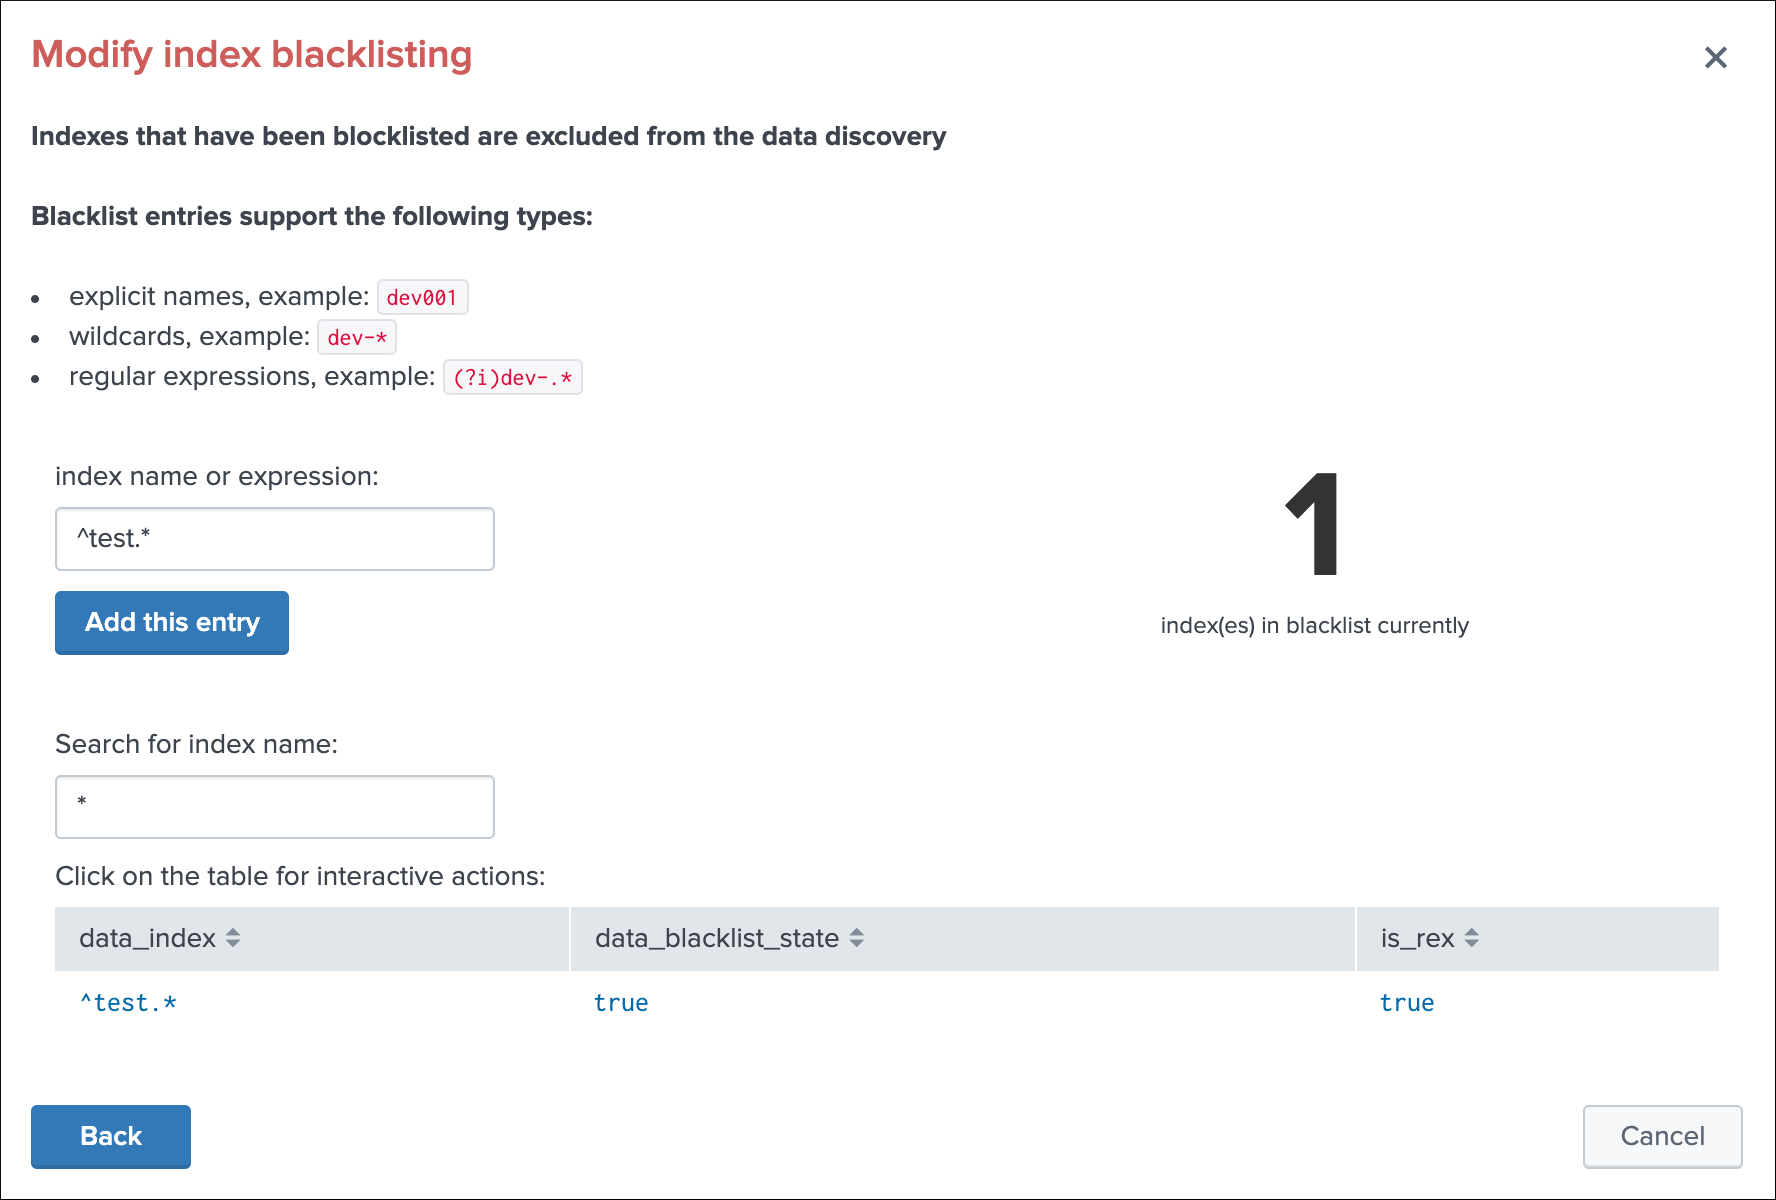 Modify index blacklisting
Indexes that have been blocklisted are excluded from the data discovery
Blacklist entries support the following types:
explicit names, example: dev001
wildcards, example: dev-*
regular expressions, example: (?i)dev-.*
index name or expression:
^test.*
Add this entry
1
index(es) in blacklist currently
Search for index name:
*
Click on the table for interactive actions:
data_index data_blacklist_state is_rex
^test.* true true
Back Cancel